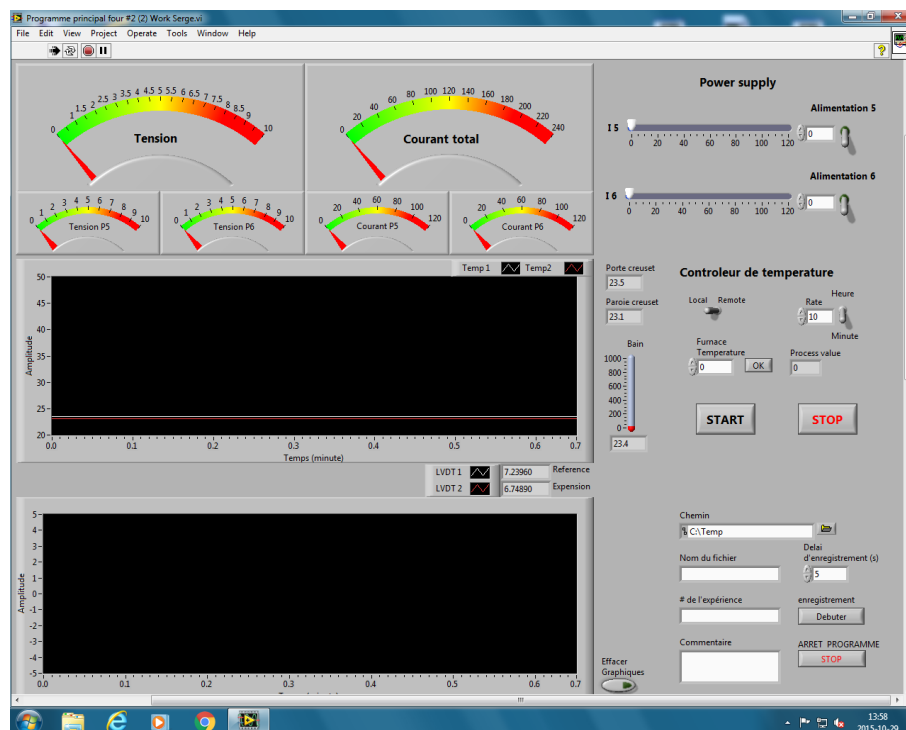 Programme principal four #2 (2) Work Serge.vi
File Edit View Project Operate Tools Window Help
0 1 1.5 2 2.5 3 3.5 4 4.5 5 5.5 6 6.5 7 7.5 8 8.5 9 10
Tension
0 20 40 60 80 100 120 140 160 180 200 220 240
Courant total
0 1 2 3 4 5 6 7 8 9 10
Tension P5
0 1 2 3 4 5 6 7 8 9 10
Tension P6
0 20 40 60 80 100 120
Courant P5
0 20 40 60 80 100 120
Courant P6
Power supply
Alimentation 5
I 5
0
0 20 40 60 80 100 120
Alimentation 6
I 6
0
0 20 40 60 80 100 120
Temp 1 Temp2
Amplitude
50
45
40
35
30
25
20
0.0 0.1 0.2 0.3 0.4 0.5 0.6 0.7
Temps (minute)
Porte creuset
23.5
Paroie creuset
23.1
Bain
1000
800
600
400
200
0
23.4
Controleur de temperature
Local Remote
Rate
10
Heure
Minute
Furnace
Temperature
0
OK
Process value
0
START
STOP
LVDT 1 7.23960 Reference
LVDT 2 6.74890 Expension
Amplitude
5
4
3
2
1
0
-1
-2
-3
-4
-5
0.0 0.1 0.2 0.3 0.4 0.5 0.6 0.7
Chemin
C:\Temp
Nom du fichier
Delai
d'enregistrement (s)
5
# de l'expérience
enregistrement
Debuter
Commentaire
ARRET PROGRAMME
STOP
Effacer
Graphiques
13:58
2015-10-29